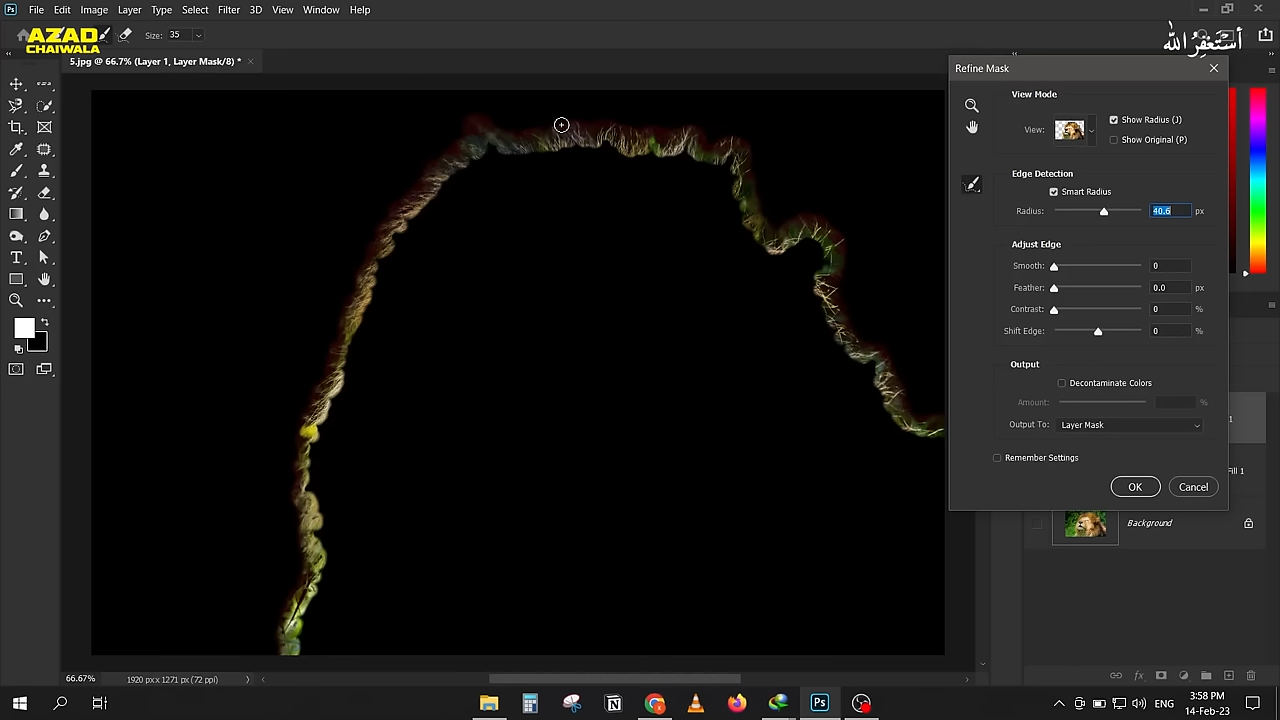 File Edit Image Layer Type Select Filter 3D View Window Help
AZAD
CHAIWALA
Size: 35
أستغفر الله
5.jpg @ 66.7% (Layer 1, Layer Mask/8) *
Refine Mask
View Mode
View:
Show Radius (J)
Show Original (P)
Edge Detection
Smart Radius
Radius: 40.6 px
Adjust Edge
Smooth: 0
Feather: 0.0 px
Contrast: 0 %
Shift Edge: 0 %
Output
Decontaminate Colors
Amount: %
Output To: Layer Mask
Remember Settings
OK Cancel
1
Fill 1
Background
66.67% 1920 px x 1271 px (72 ppi)
ENG
3:58 PM
14-Feb-23